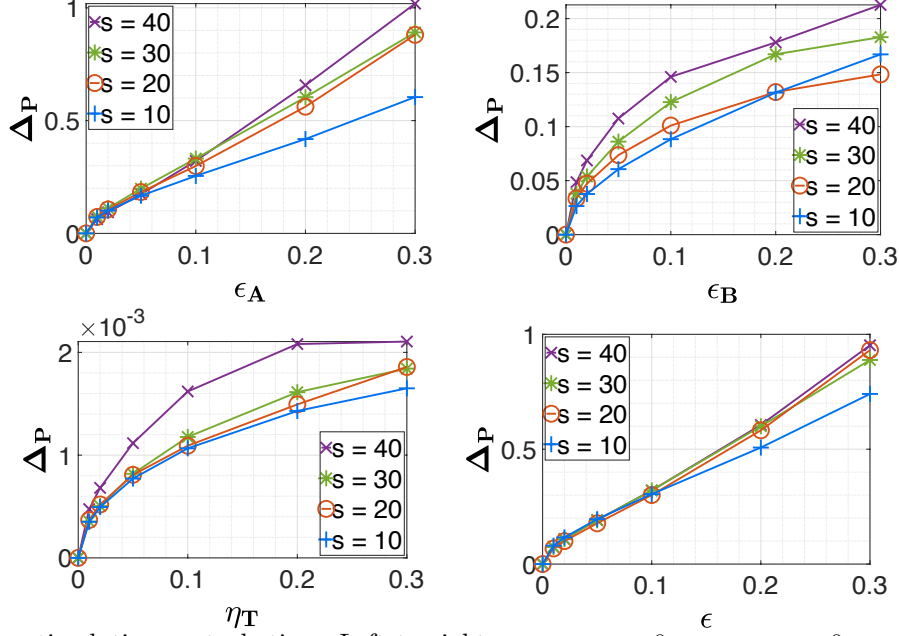 1
0.5
0
Δ_P
s = 40
s = 30
s = 20
s = 10
0 0.1 0.2 0.3
ϵ_A
0.2
0.15
0.1
0.05
0
Δ_P
s = 40
s = 30
s = 20
s = 10
0 0.1 0.2 0.3
ϵ_B
×10⁻³
2
1
0
Δ_P
s = 40
s = 30
s = 20
s = 10
0 0.1 0.2 0.3
η_T
1
0.5
0
Δ_P
s = 40
s = 30
s = 20
s = 10
0 0.1 0.2 0.3
ϵ
Left to right